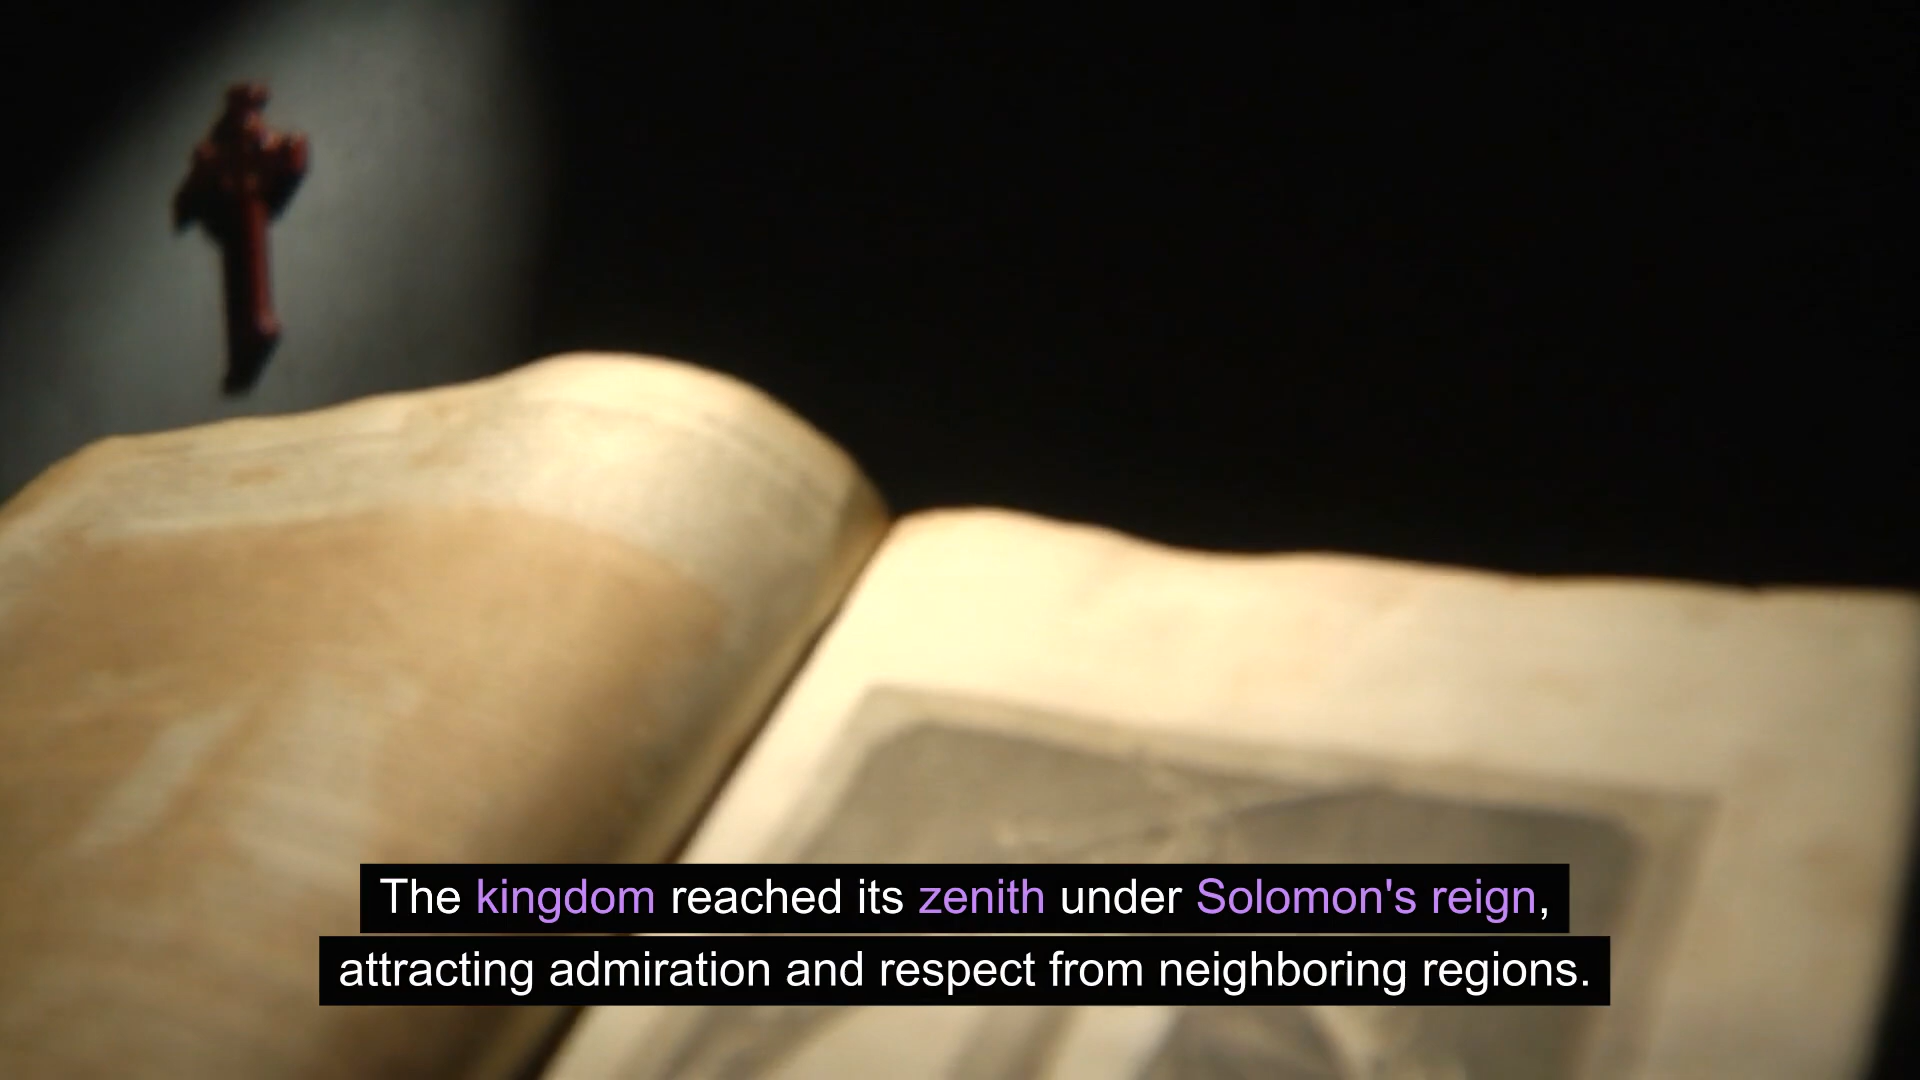 The kingdom reached its zenith under Solomon's reign,
attracting admiration and respect from neighboring regions.